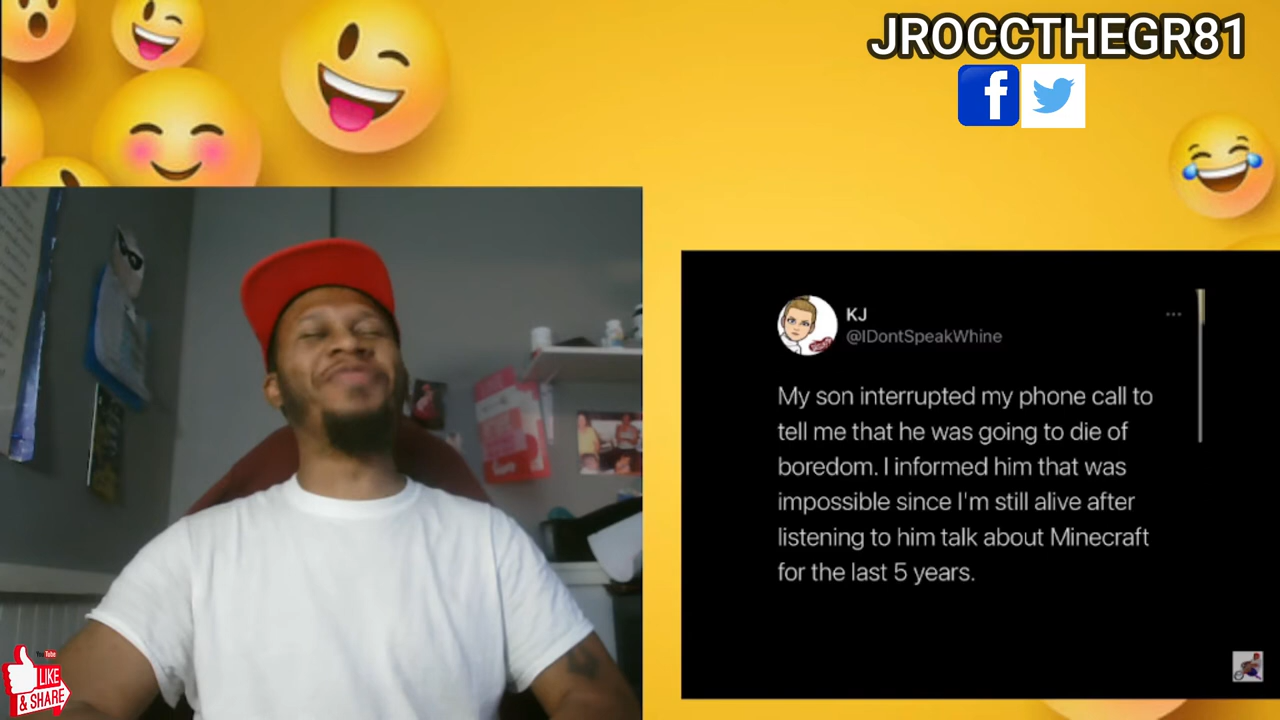 JROCCTHEGR81
KJ
@IDontSpeakWhine
My son interrupted my phone call to
tell me that he was going to die of
boredom. I informed him that was
impossible since I'm still alive after
listening to him talk about Minecraft
for the last 5 years.
YouTube
LIKE
& SHARE